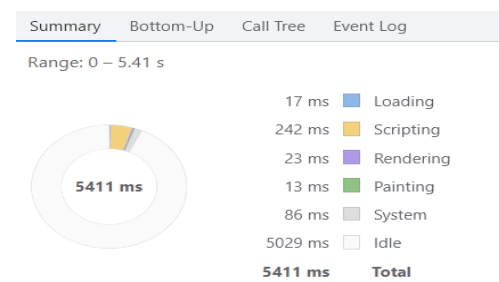 Summary Bottom-Up Call Tree Event Log
Range: 0 – 5.41 s
17 ms Loading
242 ms Scripting
23 ms Rendering
5411 ms
13 ms Painting
86 ms System
5029 ms Idle
5411 ms Total